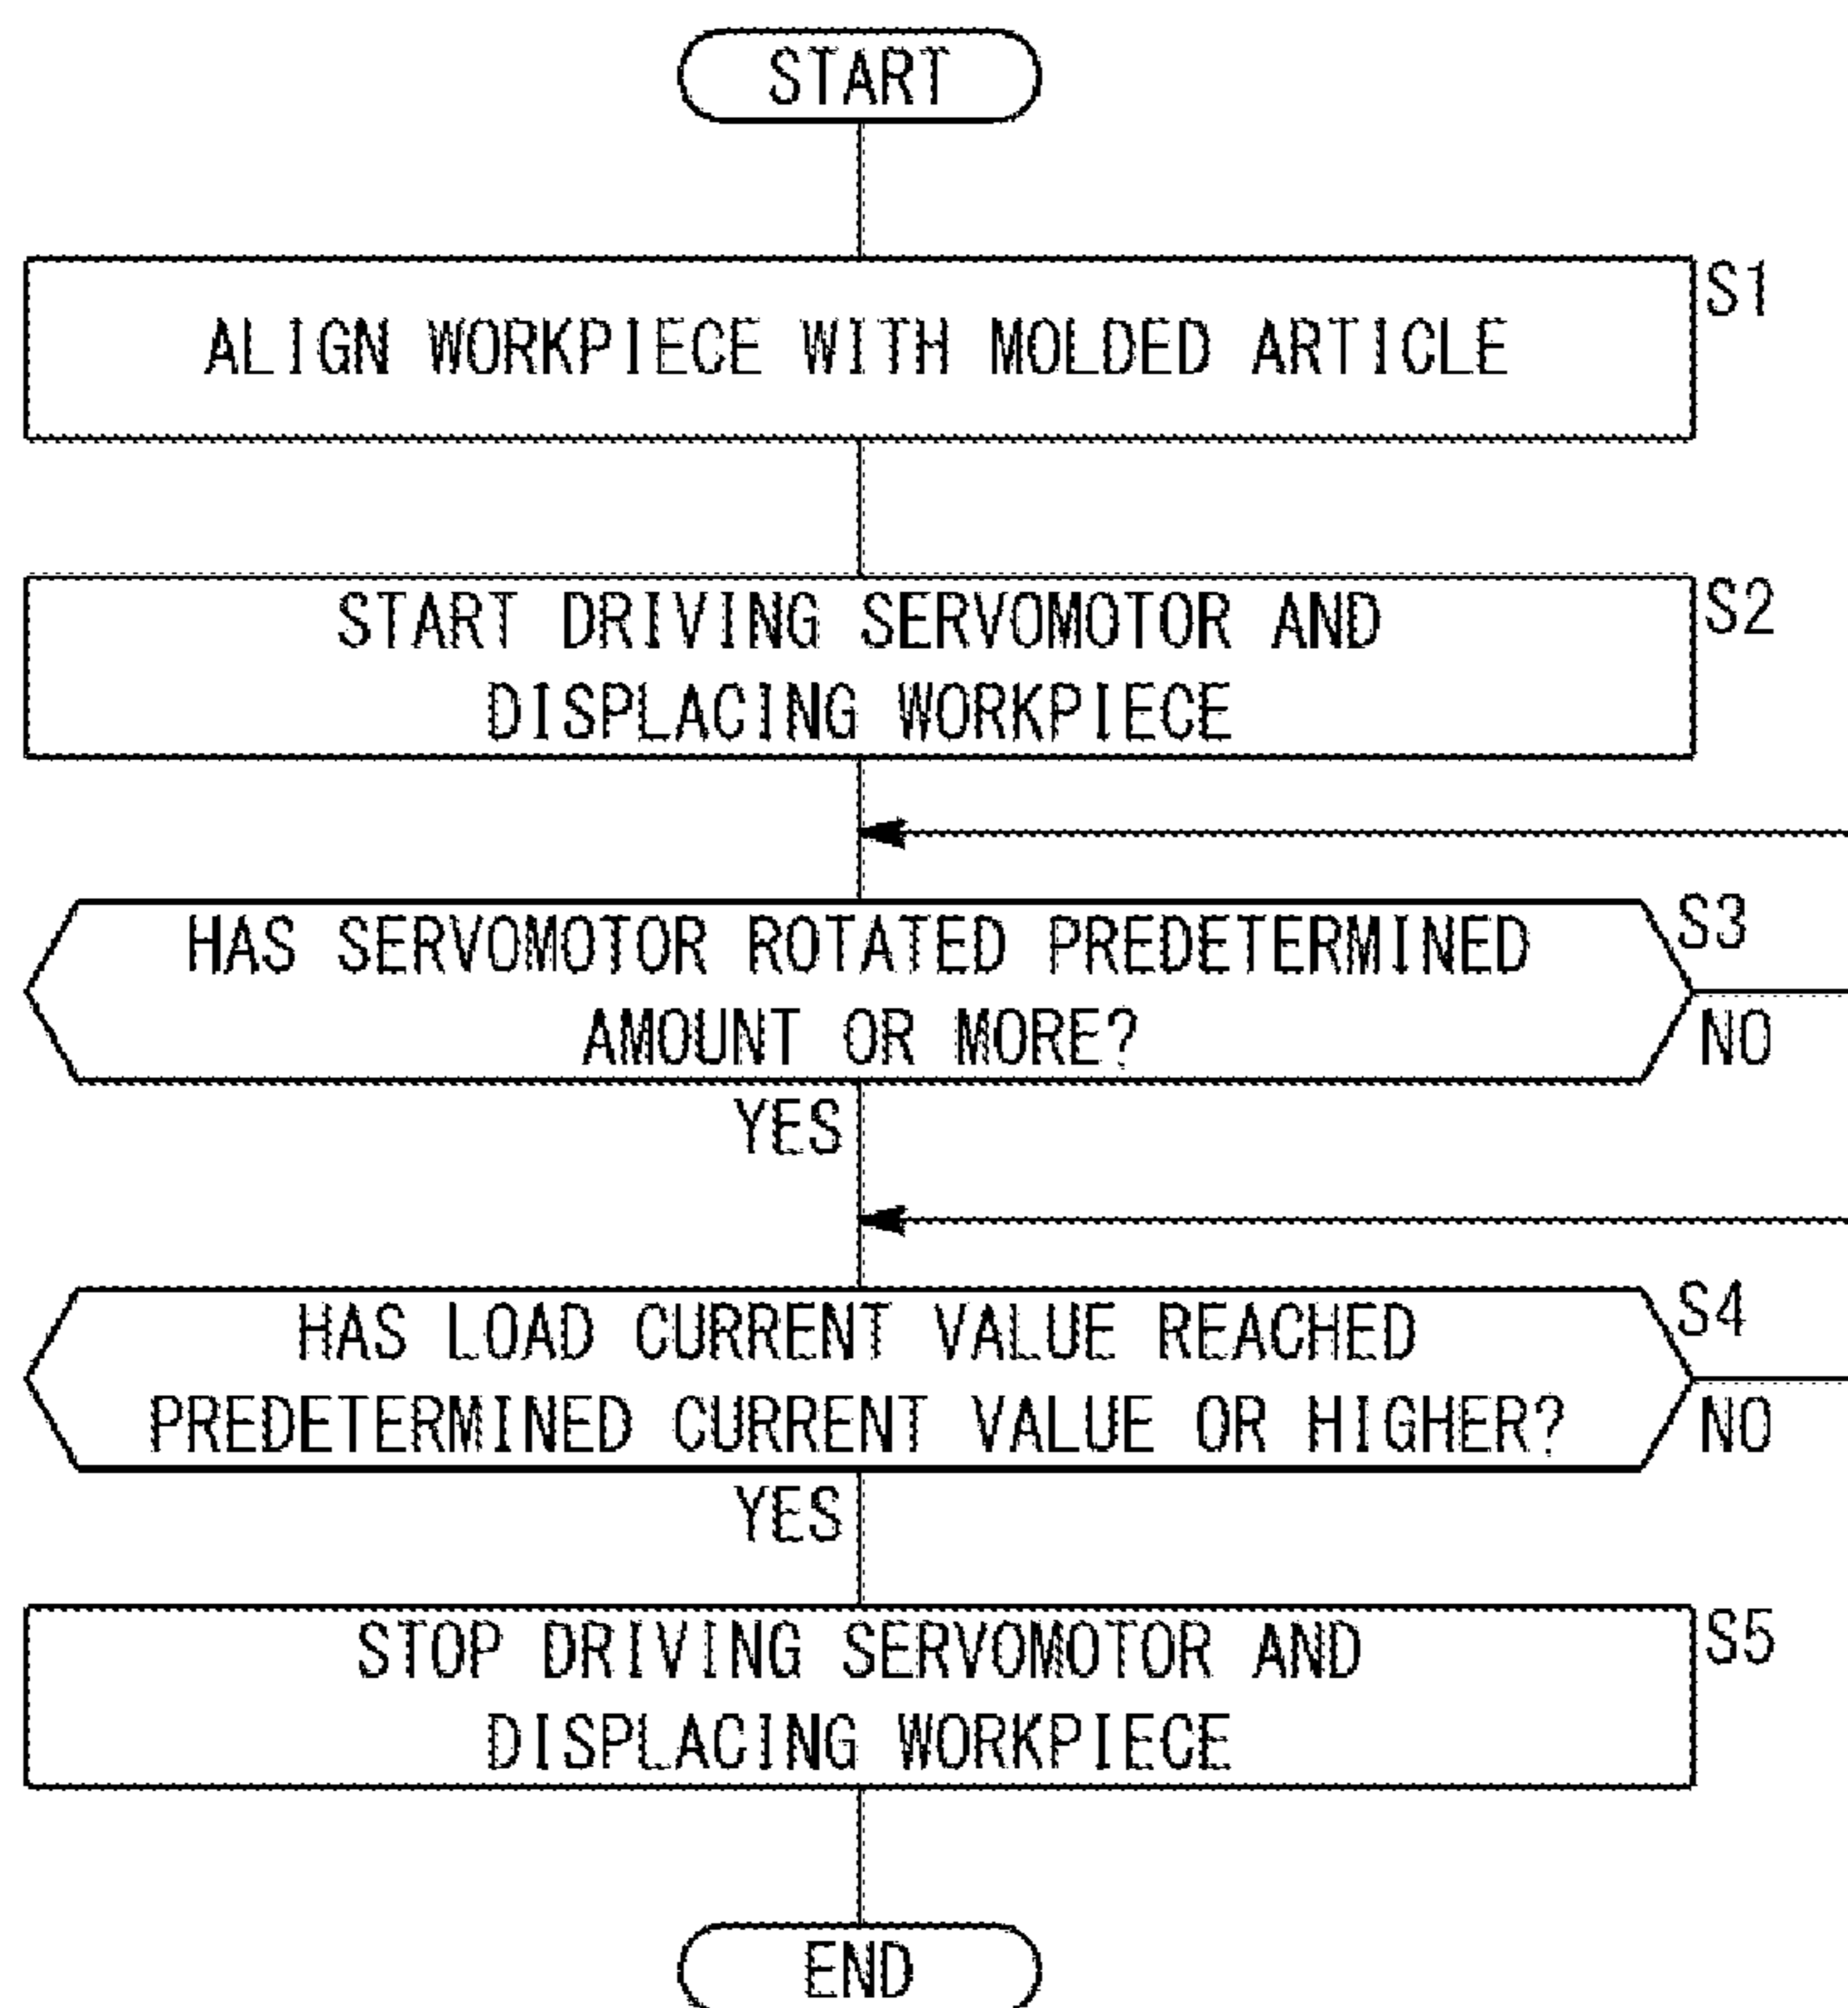 START
S1
ALIGN WORKPIECE WITH MOLDED ARTICLE
S2
START DRIVING SERVOMOTOR AND
DISPLACING WORKPIECE
S3
HAS SERVOMOTOR ROTATED PREDETERMINED
AMOUNT OR MORE?
NO
YES
S4
HAS LOAD CURRENT VALUE REACHED
PREDETERMINED CURRENT VALUE OR HIGHER?
NO
YES
S5
STOP DRIVING SERVOMOTOR AND
DISPLACING WORKPIECE
END